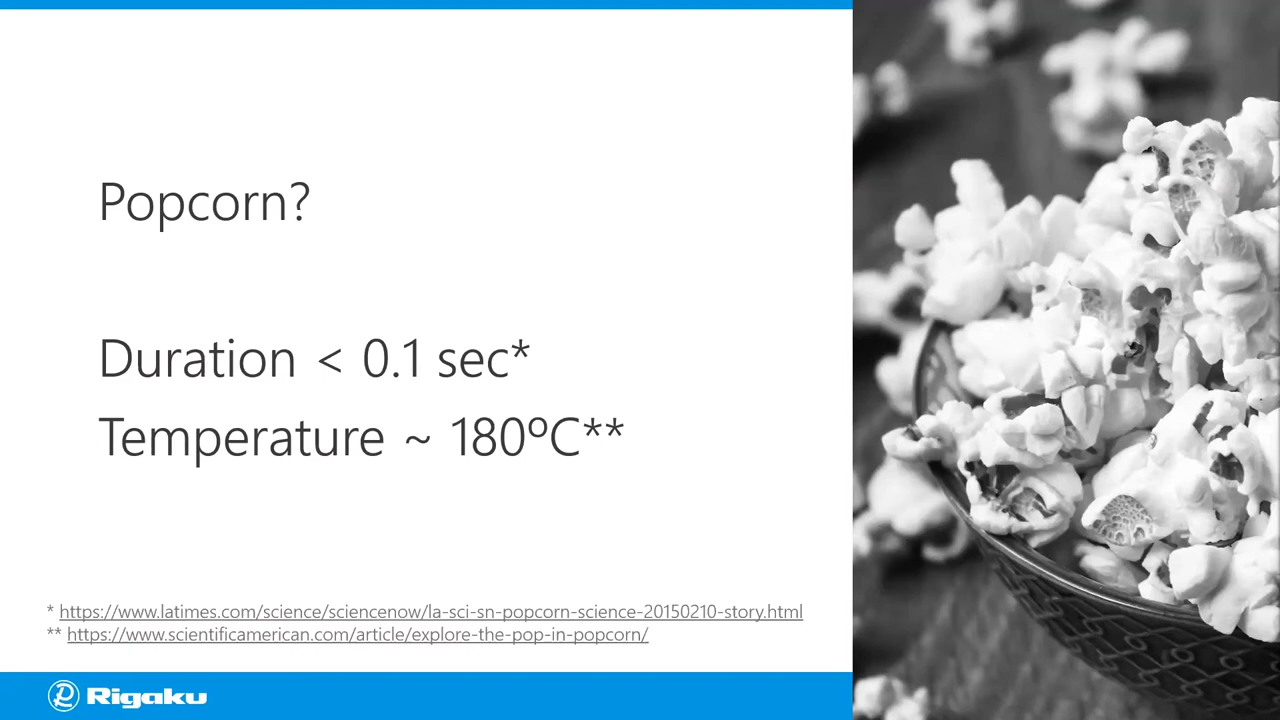 Popcorn?
Duration < 0.1 sec*
Temperature ~ 180ºC**
* https://www.latimes.com/science/sciencenow/la-sci-sn-popcorn-science-20150210-story.html
** https://www.scientificamerican.com/article/explore-the-pop-in-popcorn/
Rigaku